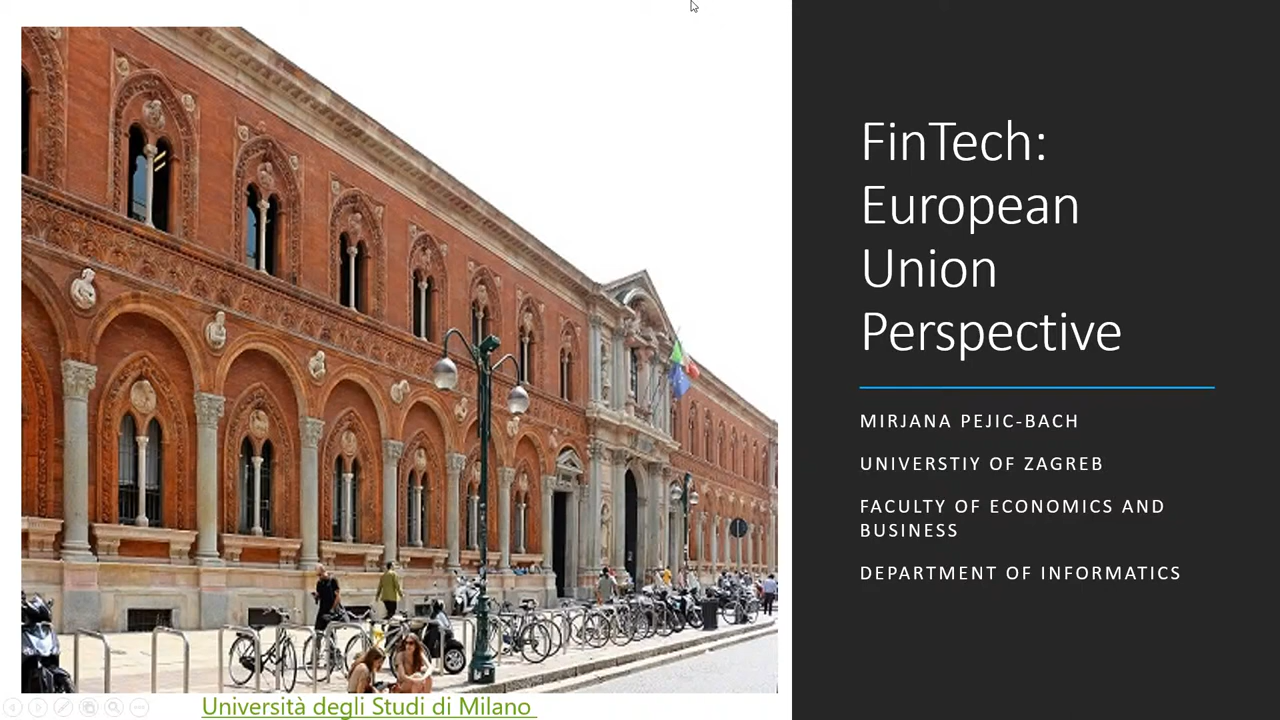 FinTech:
European
Union
Perspective
MIRJANA PEJIC-BACH
UNIVERSTIY OF ZAGREB
FACULTY OF ECONOMICS AND
BUSINESS
DEPARTMENT OF INFORMATICS
Università degli Studi di Milano